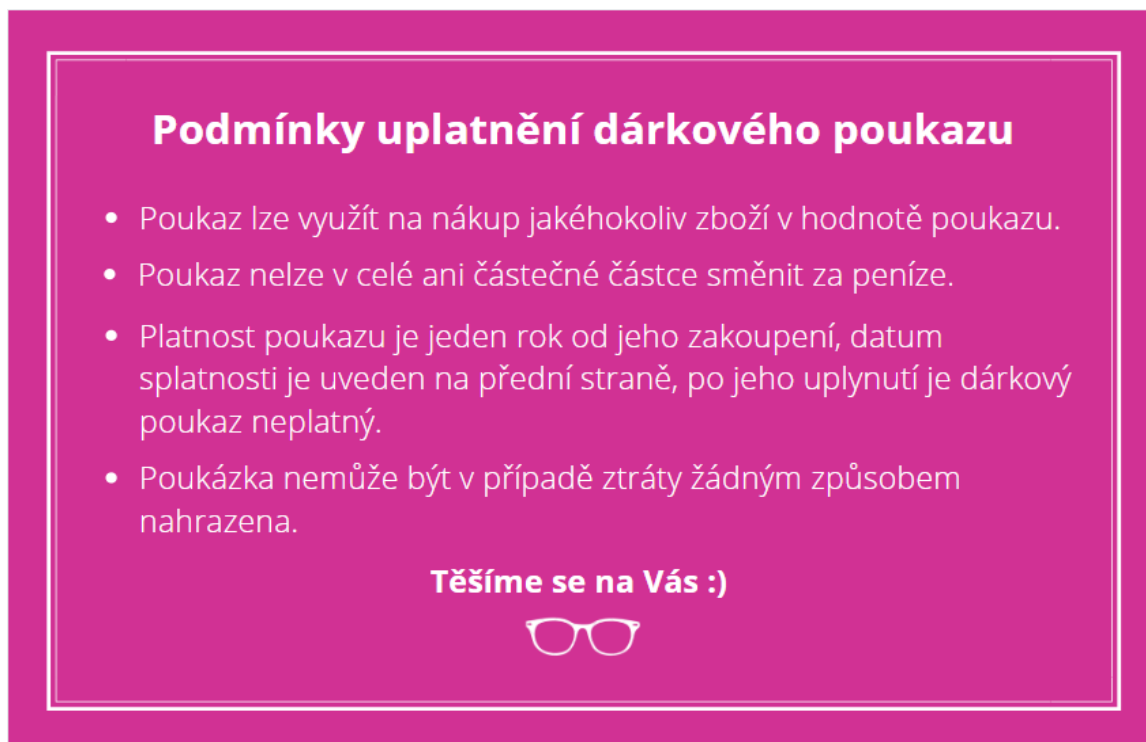 Podmínky uplatnění dárkového poukazu
• Poukaz lze využít na nákup jakéhokoliv zboží v hodnotě poukazu.
• Poukaz nelze v celé ani částečné částce směnit za peníze.
• Platnost poukazu je jeden rok od jeho zakoupení, datum
splatnosti je uveden na přední straně, po jeho uplynutí je dárkový
poukaz neplatný.
• Poukázka nemůže být v případě ztráty žádným způsobem
nahrazena.
Těšíme se na Vás :)